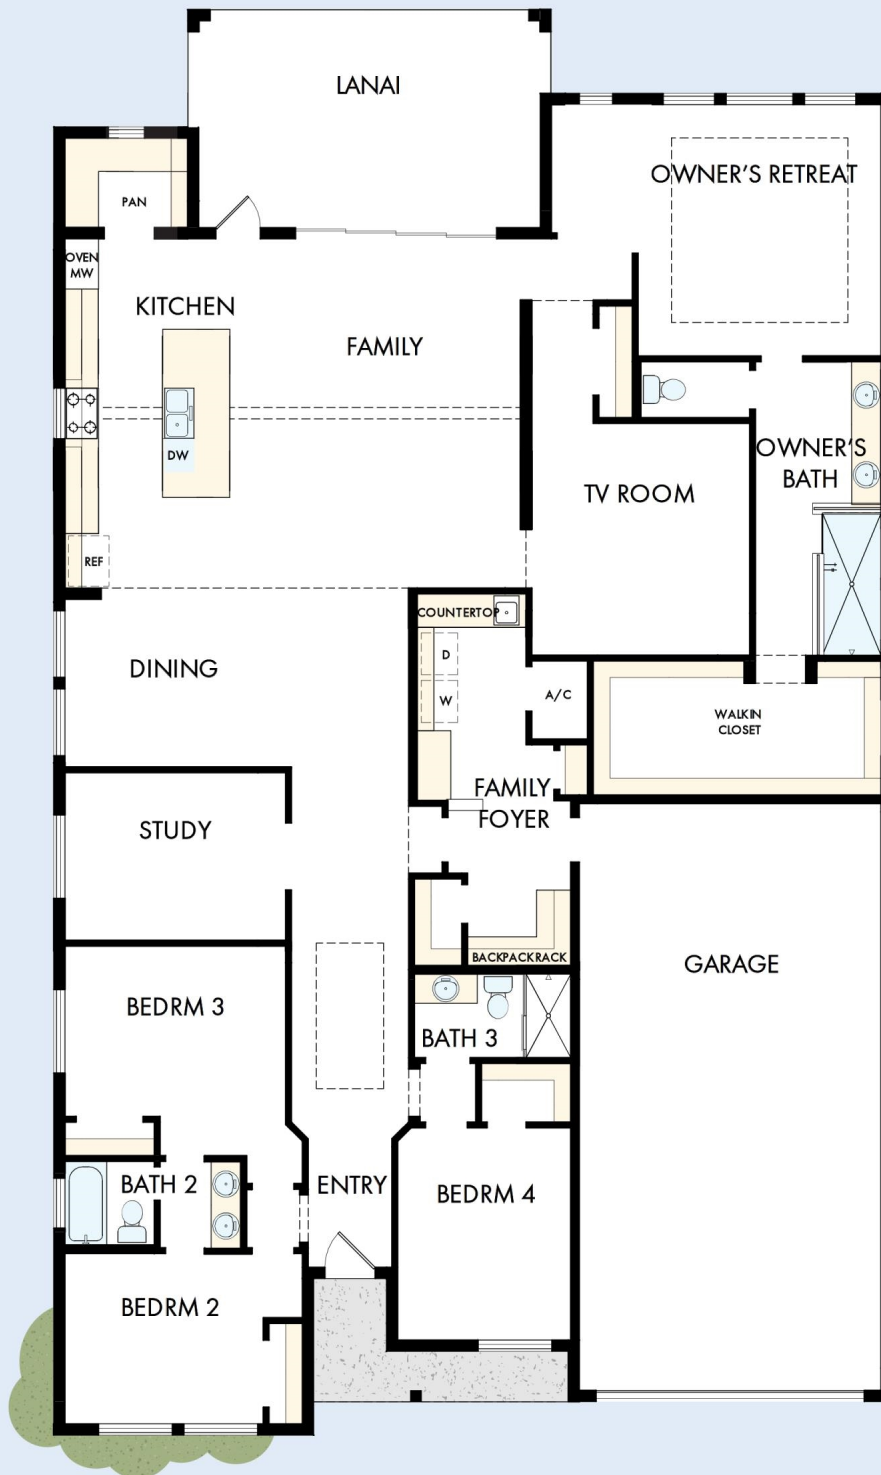 LANAI
OWNER'S RETREAT
PAN
OVEN
MW
KITCHEN
FAMILY
OWNER'S
BATH
DW
TV ROOM
REF
COUNTERTOP
DINING
D
W
A/C
WALKIN
CLOSET
FAMILY
FOYER
STUDY
BACKPACKRACK
GARAGE
BEDRM 3
BATH 3
BATH 2
ENTRY
BEDRM 4
BEDRM 2